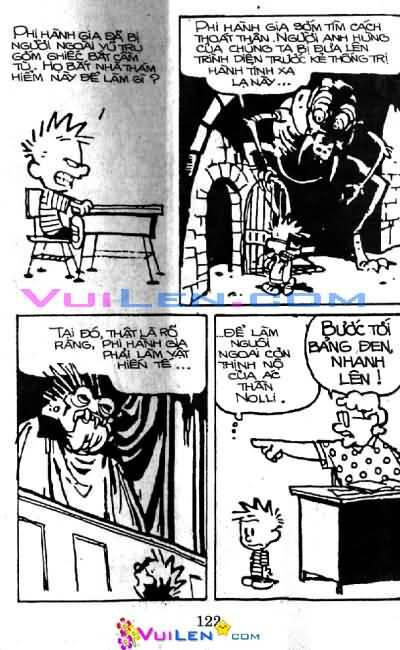 PHI HÀNH GIA ĐÃ BỊ
NGƯỜI NGOÀI VŨ TRỤ
GỒM GHIẾC BẮT CẦM
TÙ. HỌ BẮT NHÀ THÁM
HIỂM NÀY ĐỂ LÀM GÌ ?
PHI HÀNH GIA SỚM TÌM CÁCH
THOÁT THÂN. NGƯỜI ANH HÙNG
CỦA CHÚNG TA BỊ ĐƯA LÊN
TRÌNH DIỆN TRƯỚC KẺ THỐNG TRỊ
HÀNH TINH XA
LẠ NÀY...
VUILEN.COM
TẠI ĐÓ, THẬT LÀ RÕ
RÀNG, PHI HÀNH GIA
PHẢI LÀM VẬT
HIẾN TẾ ...
...ĐỂ LÀM
NGUÔI
NGOAI CƠN
THỊNH NỘ
CỦA ÁC
THẦN
NOLLI.
BƯỚC TỚI
BẢNG ĐEN,
NHANH
LÊN !
122
VUILEN.COM